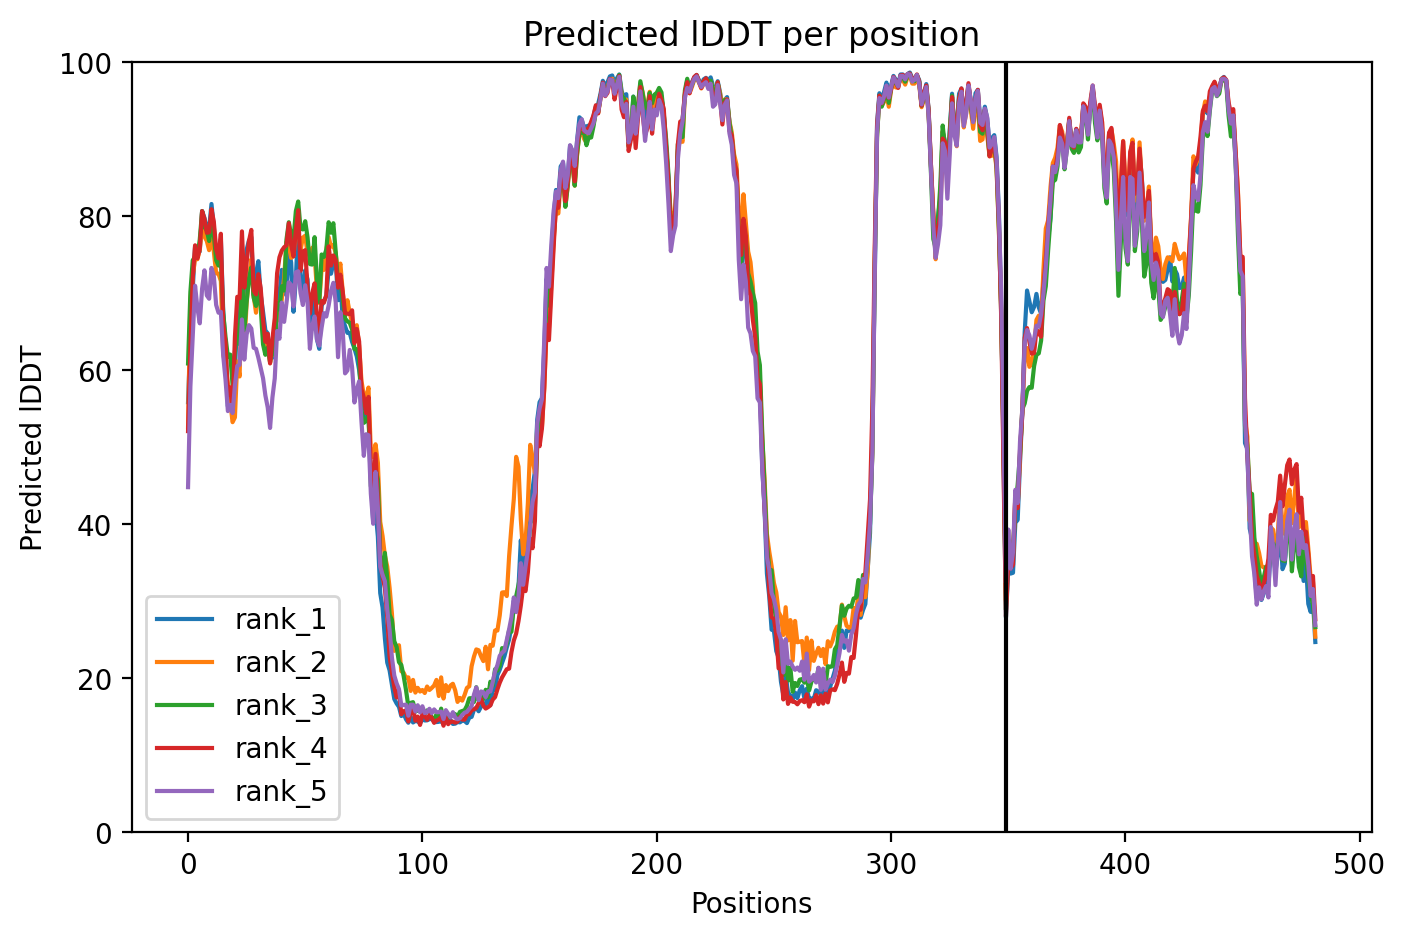 Predicted lDDT per position
100
80
60
40
20
0
Predicted lDDT
rank_1
rank_2
rank_3
rank_4
rank_5
0 100 200 300 400 500
Positions